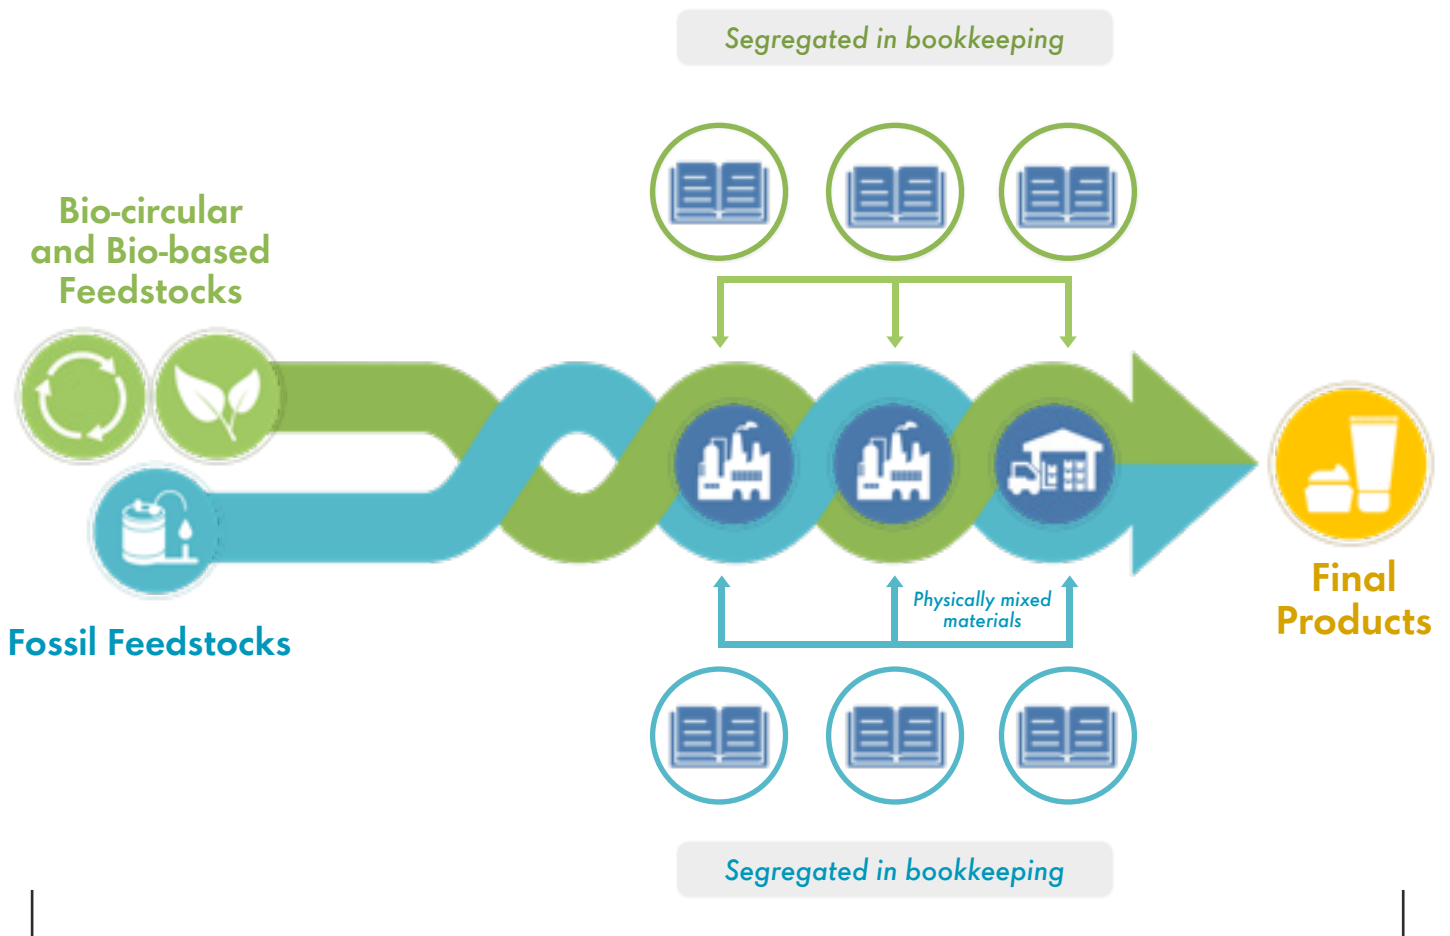 Segregated in bookkeeping
Bio-circular
and Bio-based
Feedstocks
Physically mixed
materials
Final
Products
Fossil Feedstocks
Segregated in bookkeeping